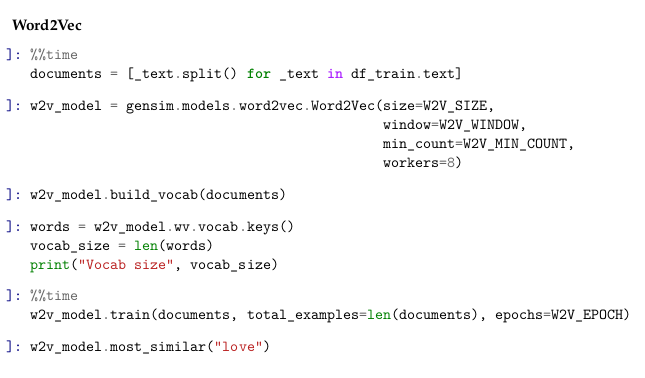 Word2Vec
]: %%time
documents = [_text.split() for _text in df_train.text]
]: w2v_model = gensim.models.word2vec.Word2Vec(size=W2V_SIZE,
window=W2V_WINDOW,
min_count=W2V_MIN_COUNT,
workers=8)
]: w2v_model.build_vocab(documents)
]: words = w2v_model.wv.vocab.keys()
vocab_size = len(words)
print("Vocab size", vocab_size)
]: %%time
w2v_model.train(documents, total_examples=len(documents), epochs=W2V_EPOCH)
]: w2v_model.most_similar("love")